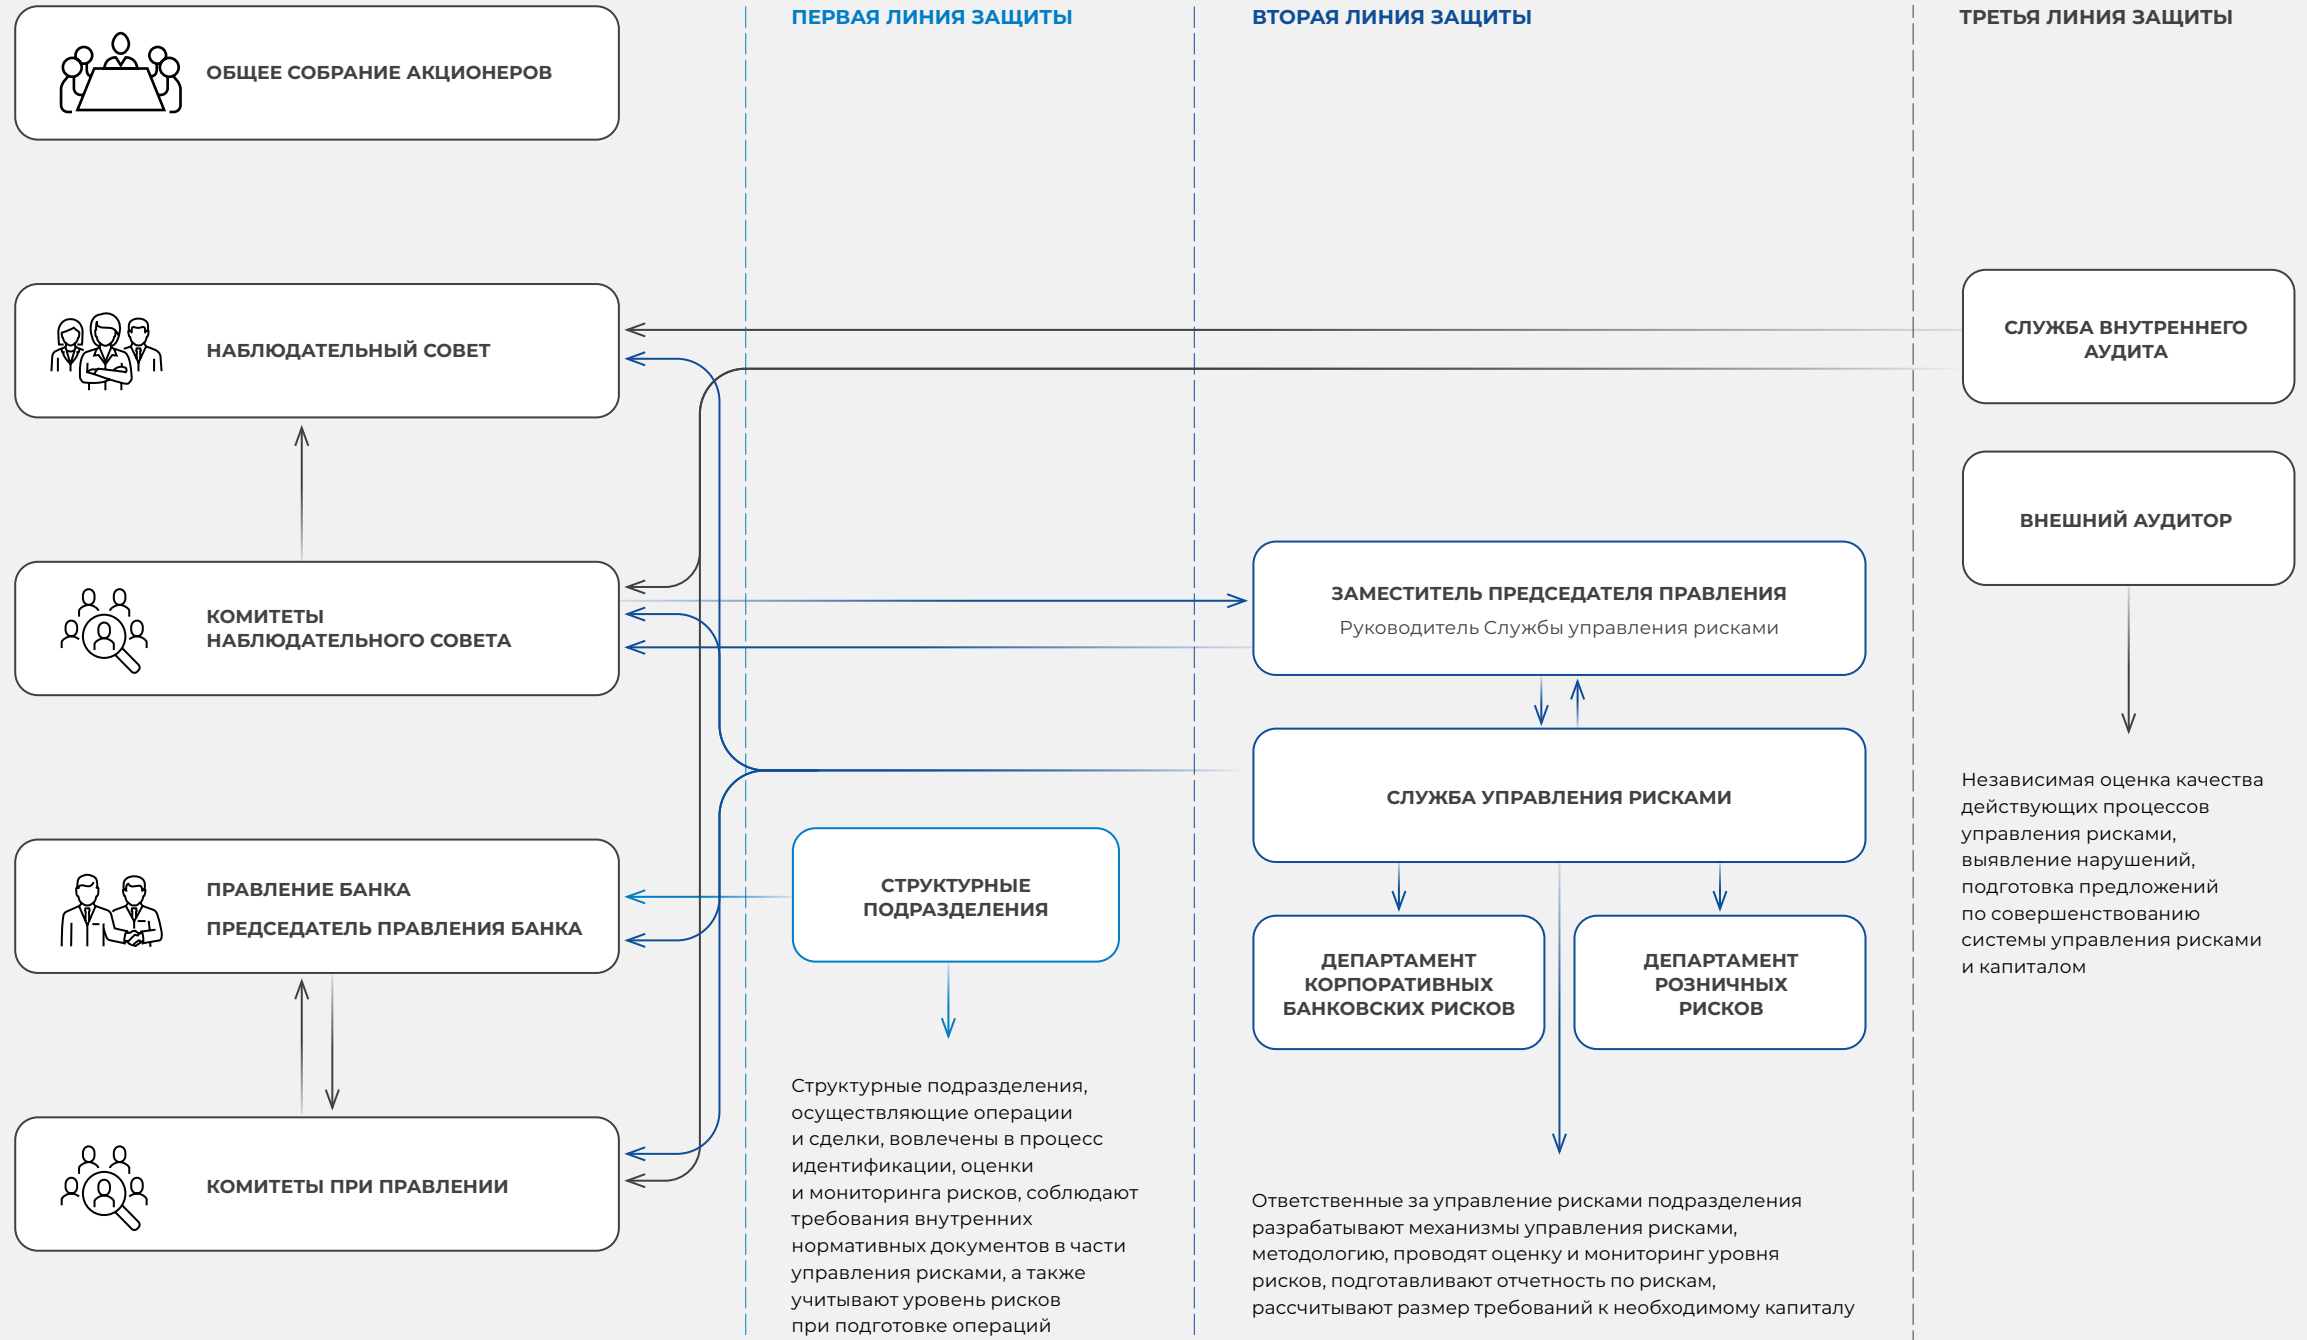 ПЕРВАЯ ЛИНИЯ ЗАЩИТЫ
ВТОРАЯ ЛИНИЯ ЗАЩИТЫ
ТРЕТЬЯ ЛИНИЯ ЗАЩИТЫ
ОБЩЕЕ СОБРАНИЕ АКЦИОНЕРОВ
НАБЛЮДАТЕЛЬНЫЙ СОВЕТ
КОМИТЕТЫ
НАБЛЮДАТЕЛЬНОГО СОВЕТА
ПРАВЛЕНИЕ БАНКА
ПРЕДСЕДАТЕЛЬ ПРАВЛЕНИЯ БАНКА
КОМИТЕТЫ ПРИ ПРАВЛЕНИИ
СТРУКТУРНЫЕ
ПОДРАЗДЕЛЕНИЯ
Структурные подразделения,
осуществляющие операции
и сделки, вовлечены в процесс
идентификации, оценки
и мониторинга рисков, соблюдают
требования внутренних
нормативных документов в части
управления рисками, а также
учитывают уровень рисков
при подготовке операций
ЗАМЕСТИТЕЛЬ ПРЕДСЕДАТЕЛЯ ПРАВЛЕНИЯ
Руководитель Службы управления рисками
СЛУЖБА УПРАВЛЕНИЯ РИСКАМИ
ДЕПАРТАМЕНТ
КОРПОРАТИВНЫХ
БАНКОВСКИХ РИСКОВ
ДЕПАРТАМЕНТ
РОЗНИЧНЫХ
РИСКОВ
Ответственные за управление рисками подразделения
разрабатывают механизмы управления рисками,
методологию, проводят оценку и мониторинг уровня
рисков, подготавливают отчетность по рискам,
рассчитывают размер требований к необходимому капиталу
СЛУЖБА ВНУТРЕННЕГО
АУДИТА
ВНЕШНИЙ АУДИТОР
Независимая оценка качества
действующих процессов
управления рисками,
выявление нарушений,
подготовка предложений
по совершенствованию
системы управления рисками
и капиталом